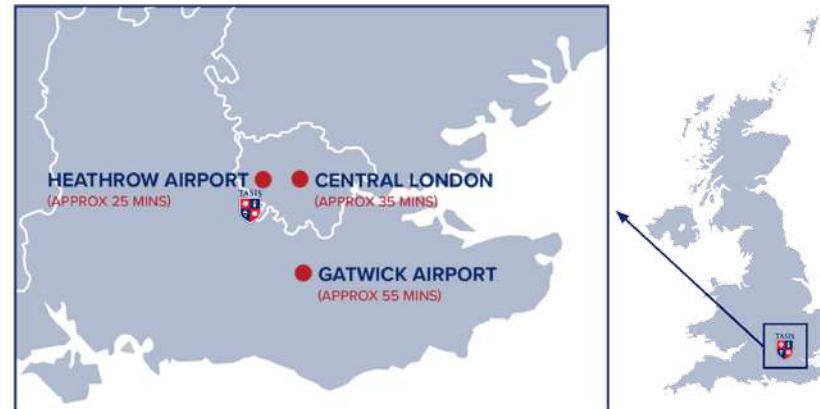 HEATHROW AIRPORT
(APPROX 25 MINS)
TASIS
CENTRAL LONDON
(APPROX 35 MINS)
GATWICK AIRPORT
(APPROX 55 MINS)
TASIS